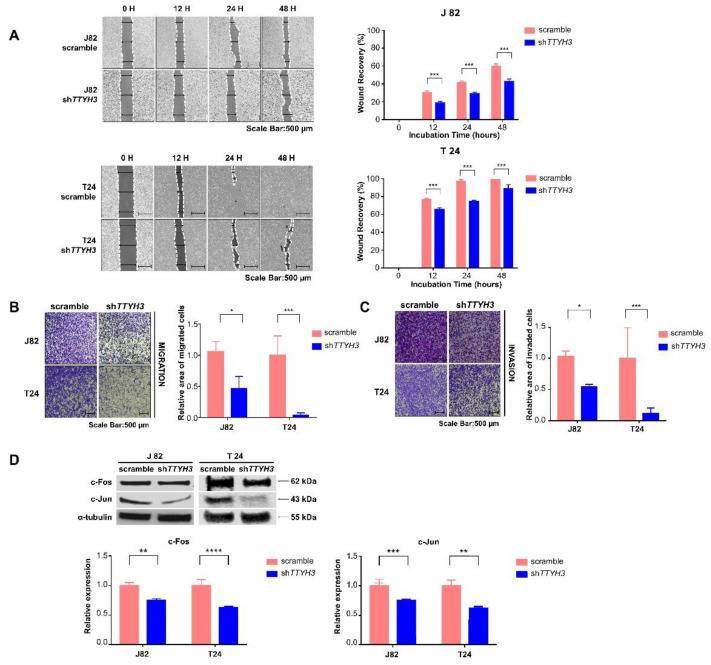 A
0 H 12 H 24 H 48 H
J82
scramble
J82
shTTYH3
Scale Bar:500 µm
0 H 12 H 24 H 48 H
T24
scramble
T24
shTTYH3
Scale Bar:500 µm
J 82
Wound Recovery (%)
100
80
60
40
20
0
***
***
***
0 12 24 48
Incubation Time (hours)
scramble
shTTYH3
T 24
Wound Recovery (%)
100
80
60
40
20
0
***
***
***
0 12 24 48
Incubation Time (hours)
scramble
shTTYH3
B
scramble shTTYH3
J82
T24
MIGRATION
Scale Bar:500 µm
Relative area of migrated cells
1.5
1.0
0.5
0.0
*
***
J82 T24
scramble
shTTYH3
C
scramble shTTYH3
J82
T24
INVASION
Scale Bar:500 µm
Relative area of invaded cells
1.5
1.0
0.5
0.0
*
***
J82 T24
scramble
shTTYH3
D
J 82 T 24
scramble shTTYH3 scramble shTTYH3
c-Fos 62 kDa
c-Jun 43 kDa
α-tubulin 55 kDa
c-Fos
Relative expression
1.5
1.0
0.5
0.0
**
****
J82 T24
scramble
shTTYH3
c-Jun
Relative expression
1.5
1.0
0.5
0.0
***
**
J82 T24
scramble
shTTYH3